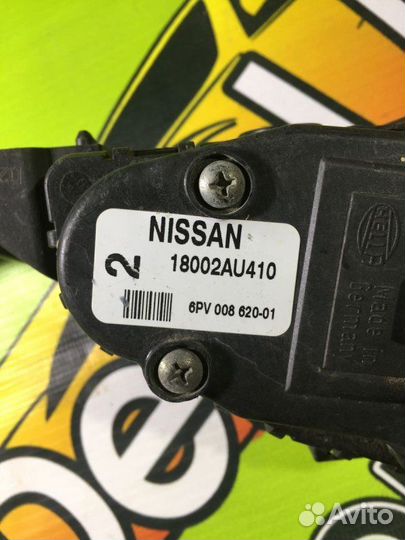 NISSAN
2
18002AU410
6PV 008 620-01
HELLA
Made in
Germany
Avito